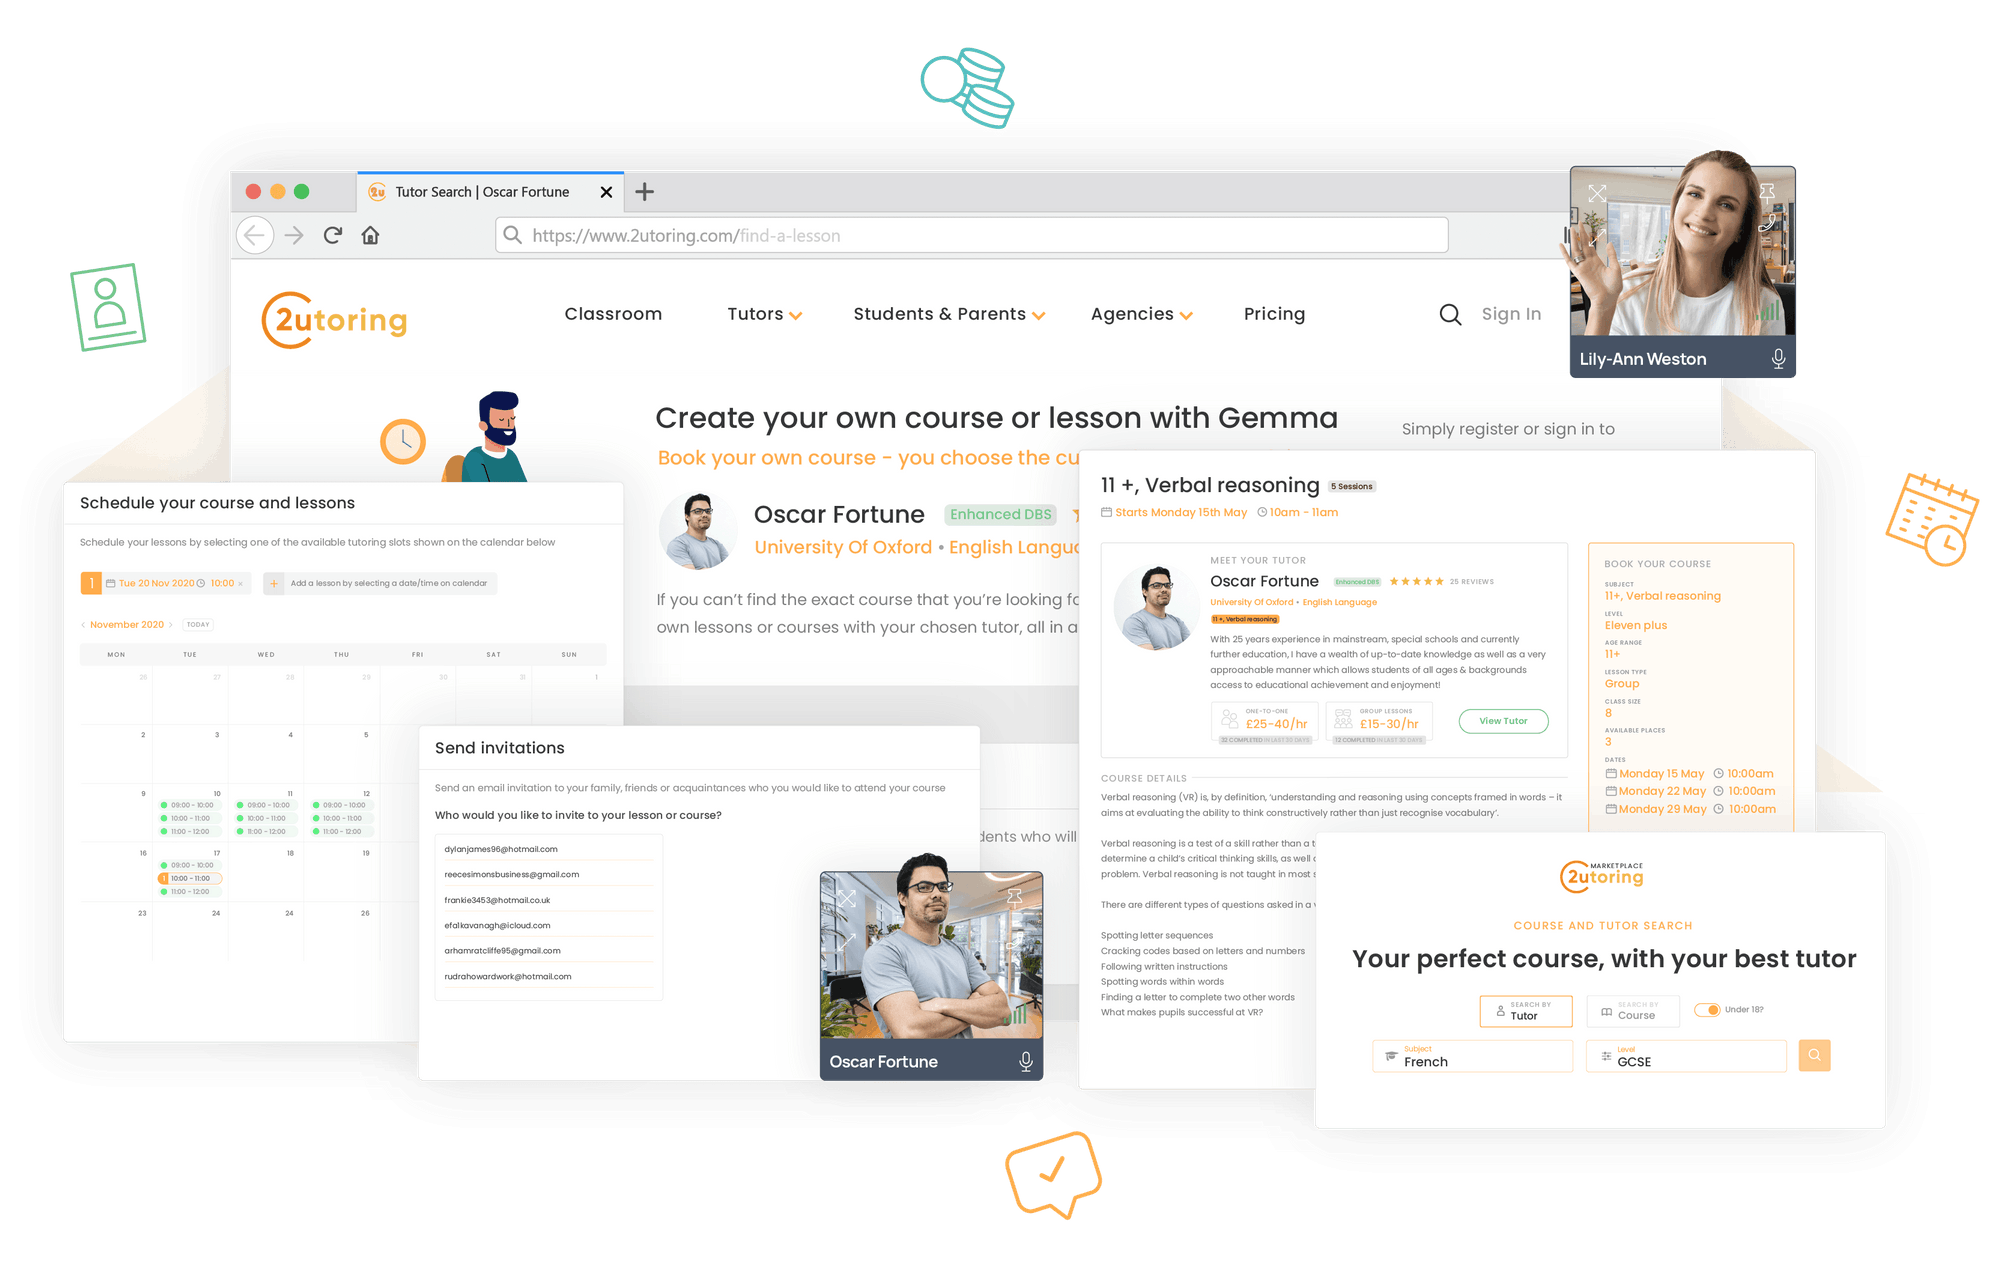 2u Tutor Search | Oscar Fortune
https://www.2utoring.com/find-a-lesson
2utoring
Classroom
Tutors
Students & Parents
Agencies
Pricing
Sign In
Lily-Ann Weston
Create your own course or lesson with Gemma
Book your own course - you choose the cu
Simply register or sign in to
Oscar Fortune
Enhanced DBS
University Of Oxford • English Langu
If you can't find the exact course that you're looking fo
own lessons or courses with your chosen tutor, all in a
dents who will
Schedule your course and lessons
Schedule your lessons by selecting one of the available tutoring slots shown on the calendar below
1 Tue 20 Nov 2020 10:00 ×
+ Add a lesson by selecting a date/time on calendar
< November 2020 > TODAY
MON TUE WED THU FRI SAT SUN
26 27 28 29 30 31 1
2 3 4 5
9 10 11 12
09:00 - 10:00 09:00 - 10:00 09:00 - 10:00
10:00 - 11:00 10:00 - 11:00 10:00 - 11:00
11:00 - 12:00 11:00 - 12:00 11:00 - 12:00
16 17 18 19
09:00 - 10:00
1 10:00 - 11:00
11:00 - 12:00
23 24 24 26
Send invitations
Send an email invitation to your family, friends or acquaintances who you would like to attend your course
Who would you like to invite to your lesson or course?
dylanjames96@hotmail.com
reecesimonsbusiness@gmail.com
frankie3453@hotmail.co.uk
efa1kavanagh@icloud.com
arhamratcliffe95@gmail.com
rudrahowardwork@hotmail.com
Oscar Fortune
11 +, Verbal reasoning 5 Sessions
Starts Monday 15th May 10am - 11am
MEET YOUR TUTOR
Oscar Fortune Enhanced DBS 25 REVIEWS
University Of Oxford • English Language
11 +, Verbal reasoning
With 25 years experience in mainstream, special schools and currently
further education, I have a wealth of up-to-date knowledge as well as a very
approachable manner which allows students of all ages & backgrounds
access to educational achievement and enjoyment!
ONE-TO-ONE
£25-40/hr
32 COMPLETED IN LAST 30 DAYS
GROUP LESSONS
£15-30/hr
12 COMPLETED IN LAST 30 DAYS
View Tutor
COURSE DETAILS
Verbal reasoning (VR) is, by definition, 'understanding and reasoning using concepts framed in words – it
aims at evaluating the ability to think constructively rather than just recognise vocabulary'.
Verbal reasoning is a test of a skill rather than a t
determine a child's critical thinking skills, as well
problem. Verbal reasoning is not taught in most s
There are different types of questions asked in a v
Spotting letter sequences
Cracking codes based on letters and numbers
Following written instructions
Spotting words within words
Finding a letter to complete two other words
What makes pupils successful at VR?
BOOK YOUR COURSE
SUBJECT
11+, Verbal reasoning
LEVEL
Eleven plus
AGE RANGE
11+
LESSON TYPE
Group
CLASS SIZE
8
AVAILABLE PLACES
3
DATES
Monday 15 May 10:00am
Monday 22 May 10:00am
Monday 29 May 10:00am
MARKETPLACE
2utoring
COURSE AND TUTOR SEARCH
Your perfect course, with your best tutor
SEARCH BY
Tutor
SEARCH BY
Course
Under 18?
Subject
French
Level
GCSE